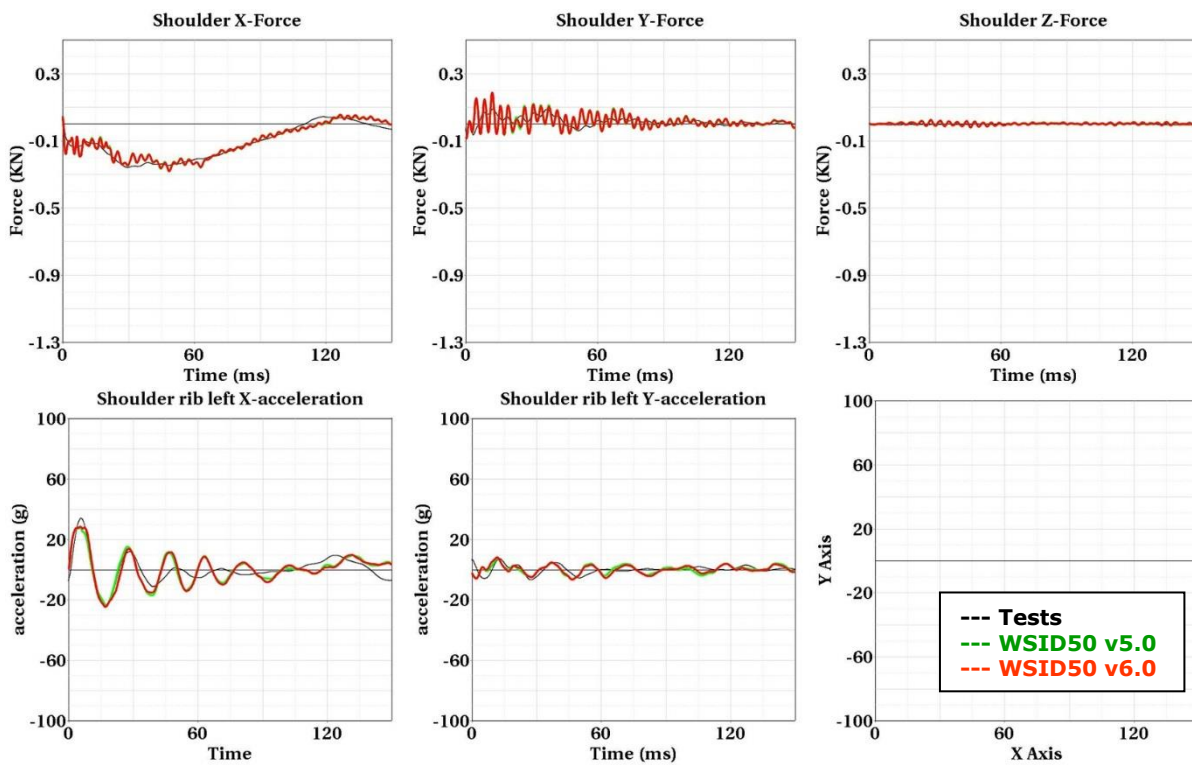 Shoulder X-Force
Force (KN)
0.3
-0.1
-0.5
-0.9
-1.3
0
60
120
Time (ms)
Shoulder Y-Force
Force (KN)
0.3
-0.1
-0.5
-0.9
-1.3
0
60
120
Time (ms)
Shoulder Z-Force
Force (KN)
0.3
-0.1
-0.5
-0.9
-1.3
0
60
120
Time (ms)
Shoulder rib left X-acceleration
acceleration (g)
100
60
20
-20
-60
-100
0
60
120
Time
Shoulder rib left Y-acceleration
acceleration (g)
100
60
20
-20
-60
-100
0
60
120
Time (ms)
Y Axis
100
60
20
-20
-60
-100
0
60
120
X Axis
--- Tests
--- WSID50 v5.0
--- WSID50 v6.0